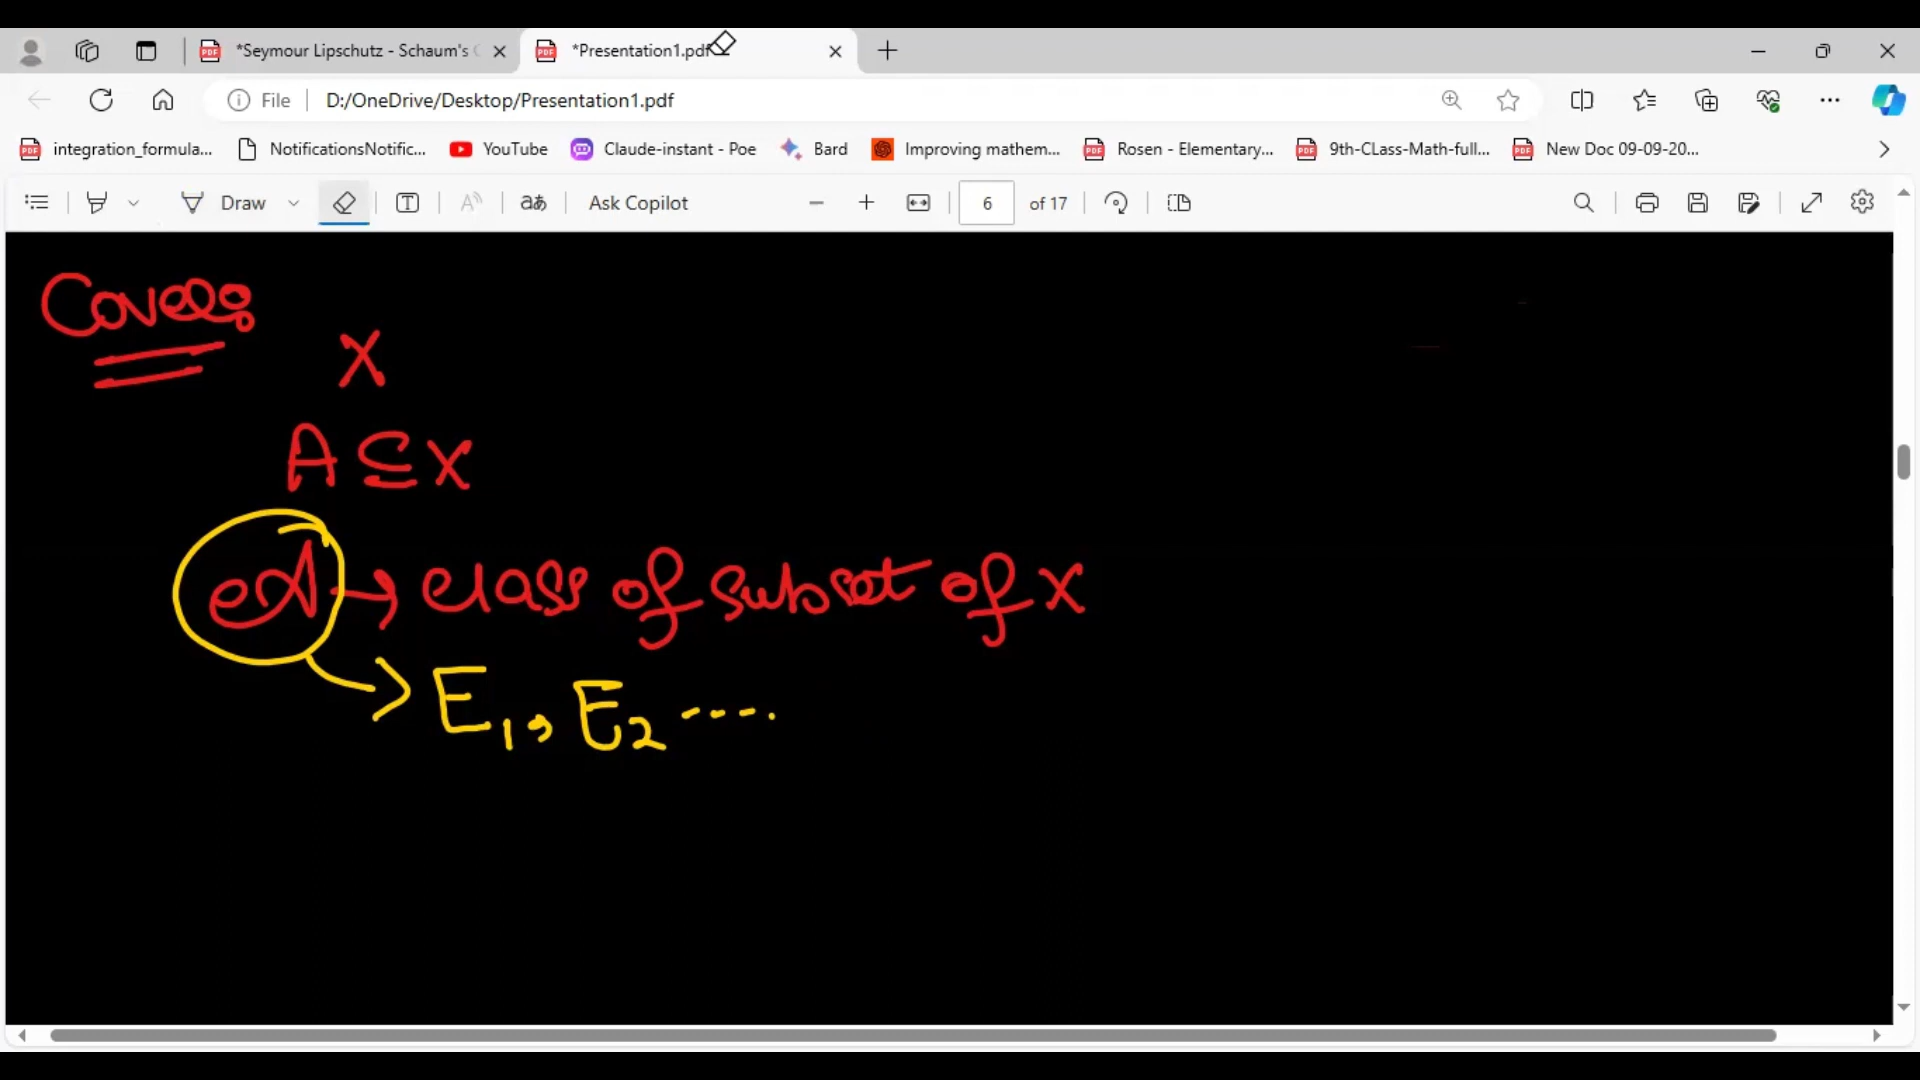 *Seymour Lipschutz - Schaum's
*Presentation1.pdf
File D:/OneDrive/Desktop/Presentation1.pdf
integration_formula... NotificationsNotific... YouTube Claude-instant - Poe Bard Improving mathem... Rosen - Elementary... 9th-CLass-Math-full... New Doc 09-09-20...
Draw Ask Copilot 6 of 17
Covers
X
A ⊆ X
𝒜 → class of subset of X
E₁, E₂ ----.